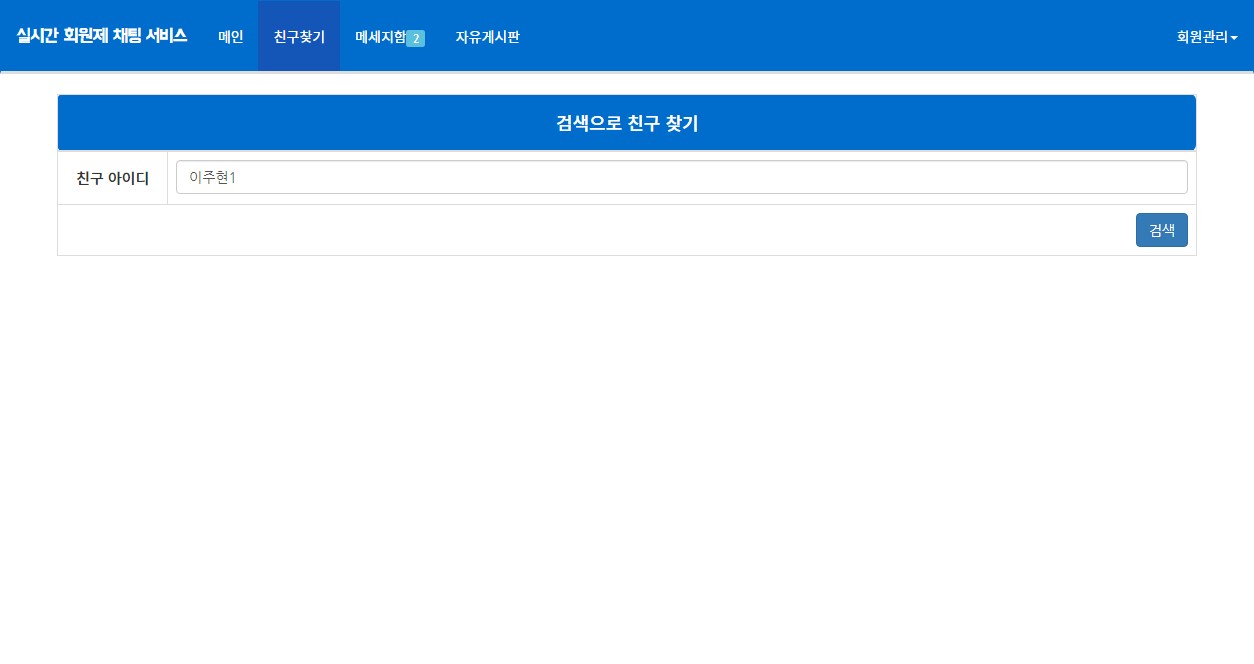 실시간 회원제 채팅 서비스 메인 친구찾기 메세지함 2 자유게시판 회원관리
검색으로 친구 찾기
친구 아이디 이주현1
검색